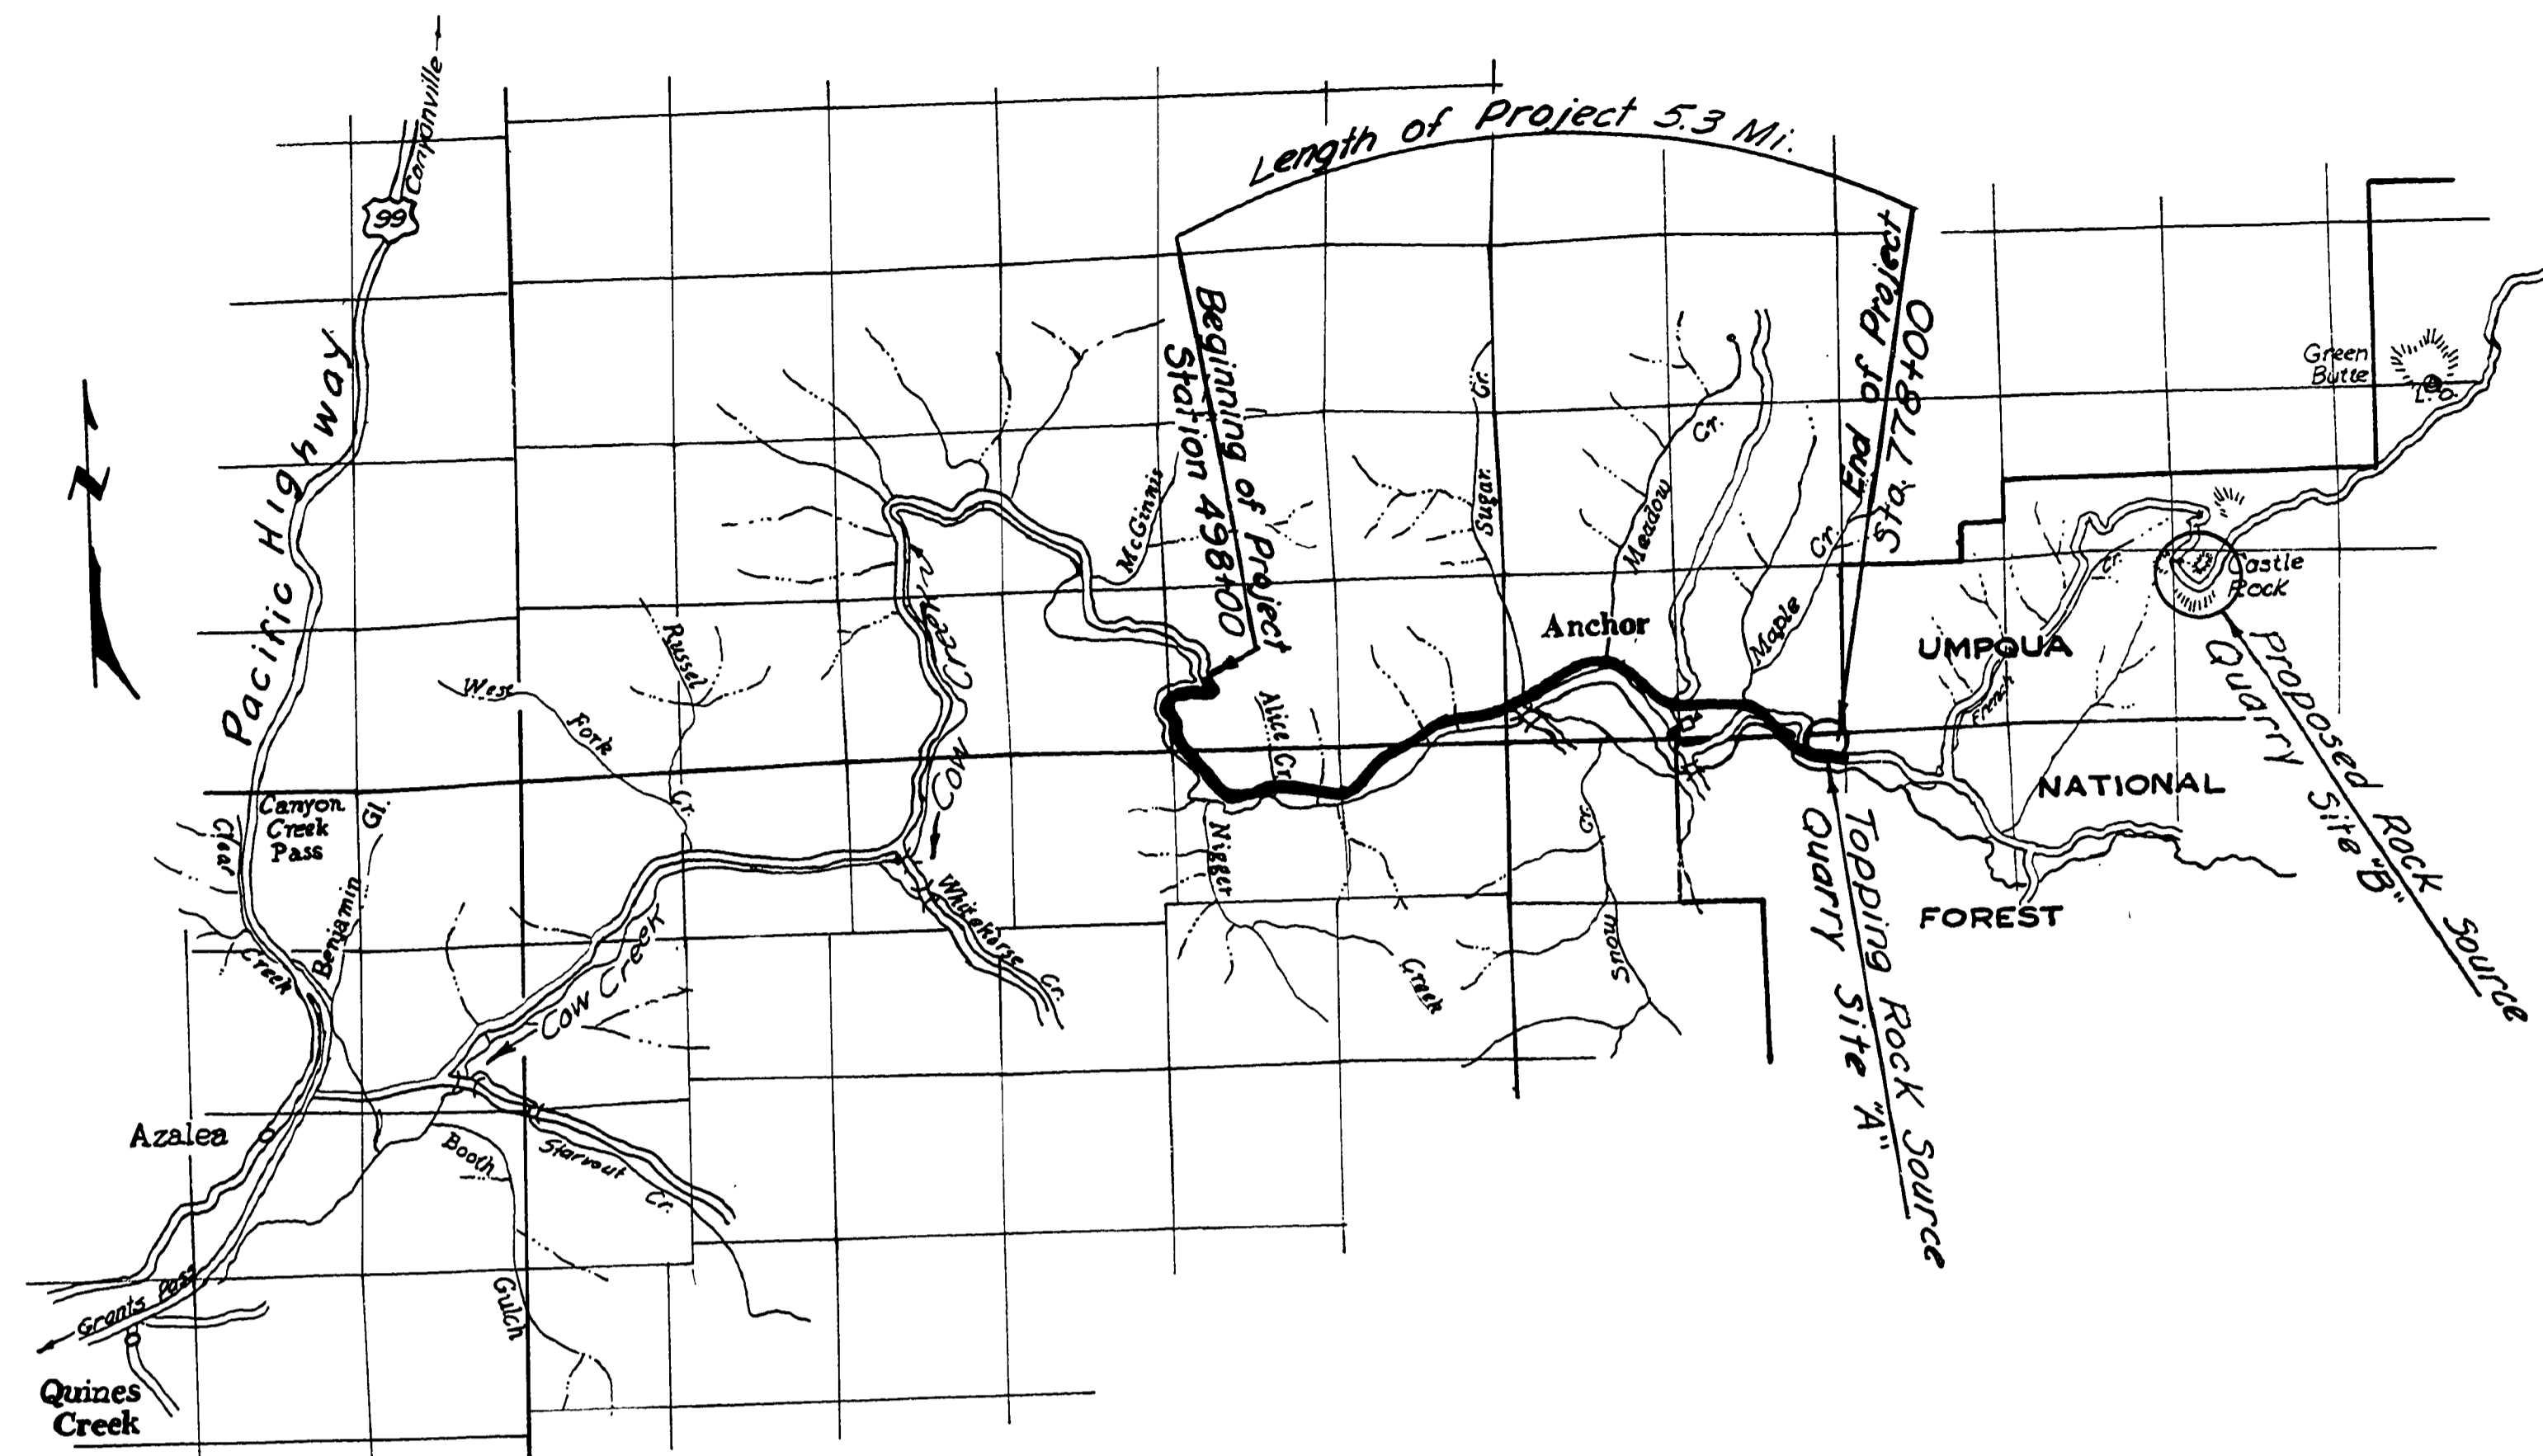 Canyonville
99
Pacific Highway
Length of Project 5.3 Mi.
Beginning of Project
Station 498+00
End of Project
Sta. 778+00
Green
Butte
L.O.
Castle
Rock
Proposed Rock Source
Quarry Site "B"
Topping Rock Source
Quarry Site "A"
UMPQUA
NATIONAL
FOREST
French
Cr.
Anchor
Sugar
Cr.
Meadow
Cr.
Maple
Cr.
McGinnis
Alice Cr.
Nigger
Creek
Snow
Cr.
Cow Creek
Whitehorse
Cr.
Russel
Cr.
West
Fork
Canyon
Creek
Pass
Clear
Creek
Benjamin
Gl.
Cow Creek
Azalea
Booth
Gulch
Starvout
Cr.
Grants Pass
Quines
Creek
N